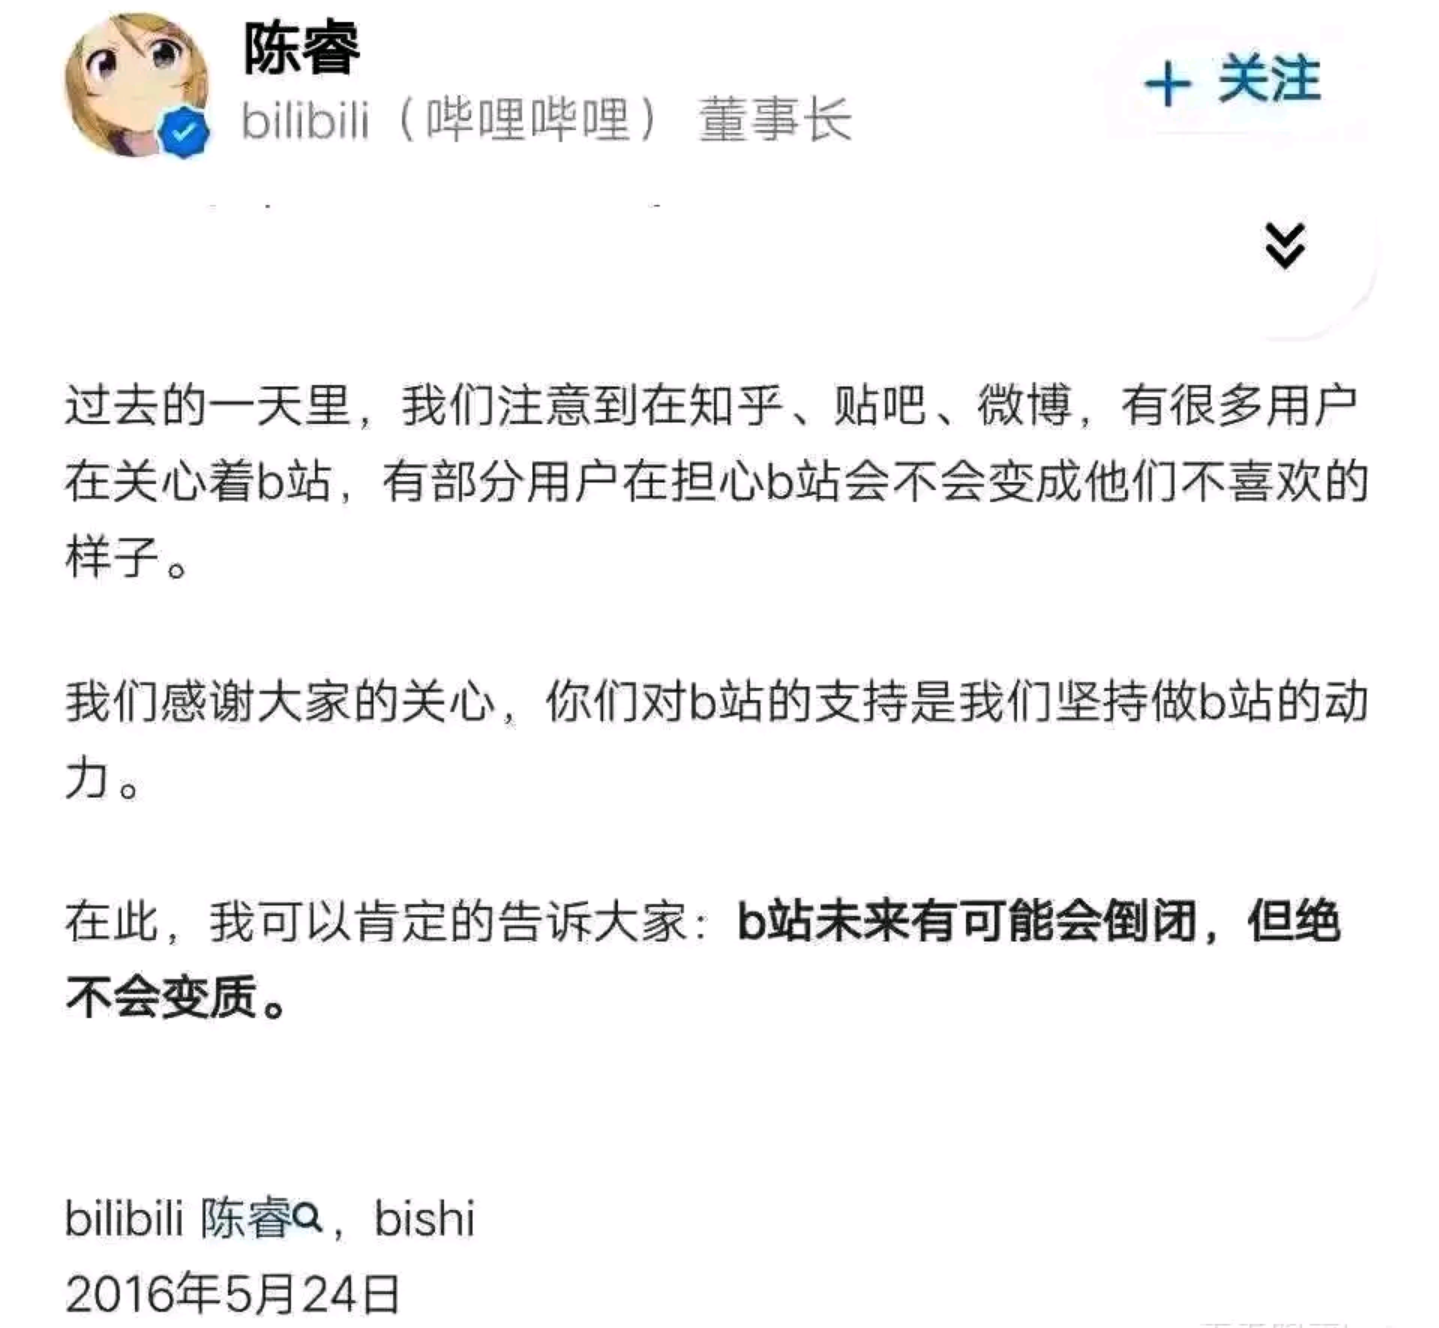 陈睿
bilibili（哔哩哔哩） 董事长
+ 关注
过去的一天里，我们注意到在知乎、贴吧、微博，有很多用户
在关心着b站，有部分用户在担心b站会不会变成他们不喜欢的
样子。
我们感谢大家的关心，你们对b站的支持是我们坚持做b站的动
力。
在此，我可以肯定的告诉大家：b站未来有可能会倒闭，但绝
不会变质。
bilibili 陈睿，bishi
2016年5月24日